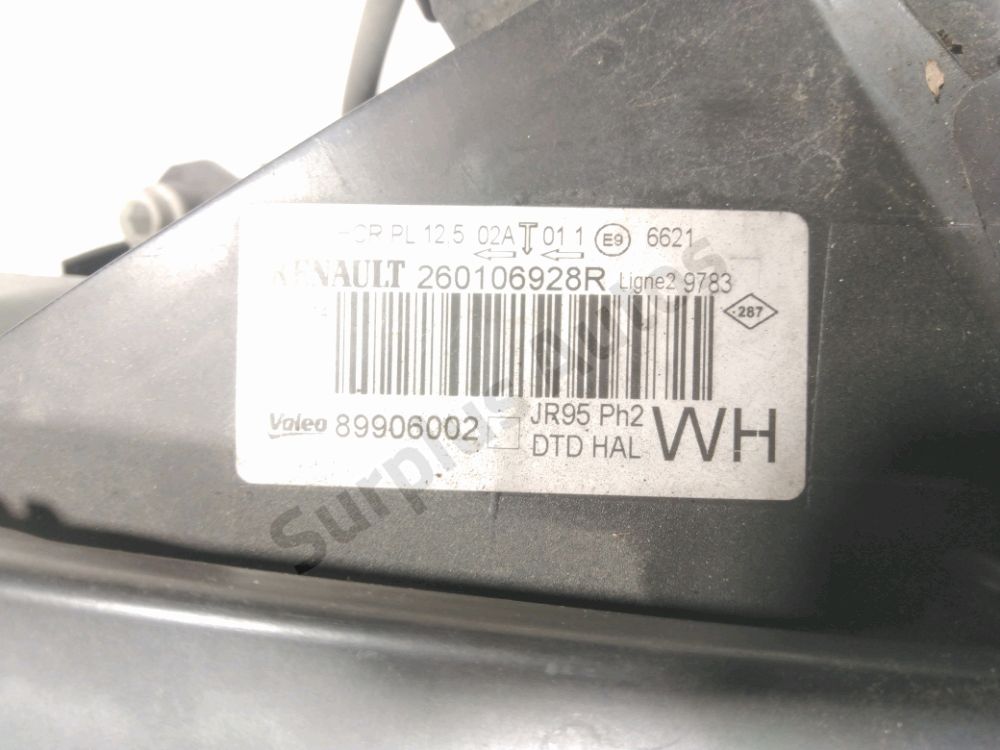 HCR PL 12.5 02A 01 1 E9 6621
RENAULT 260106928R Ligne2 9783
287
Valeo 89906002 JR95 Ph2 WH
DTD HAL
Surplus Autos